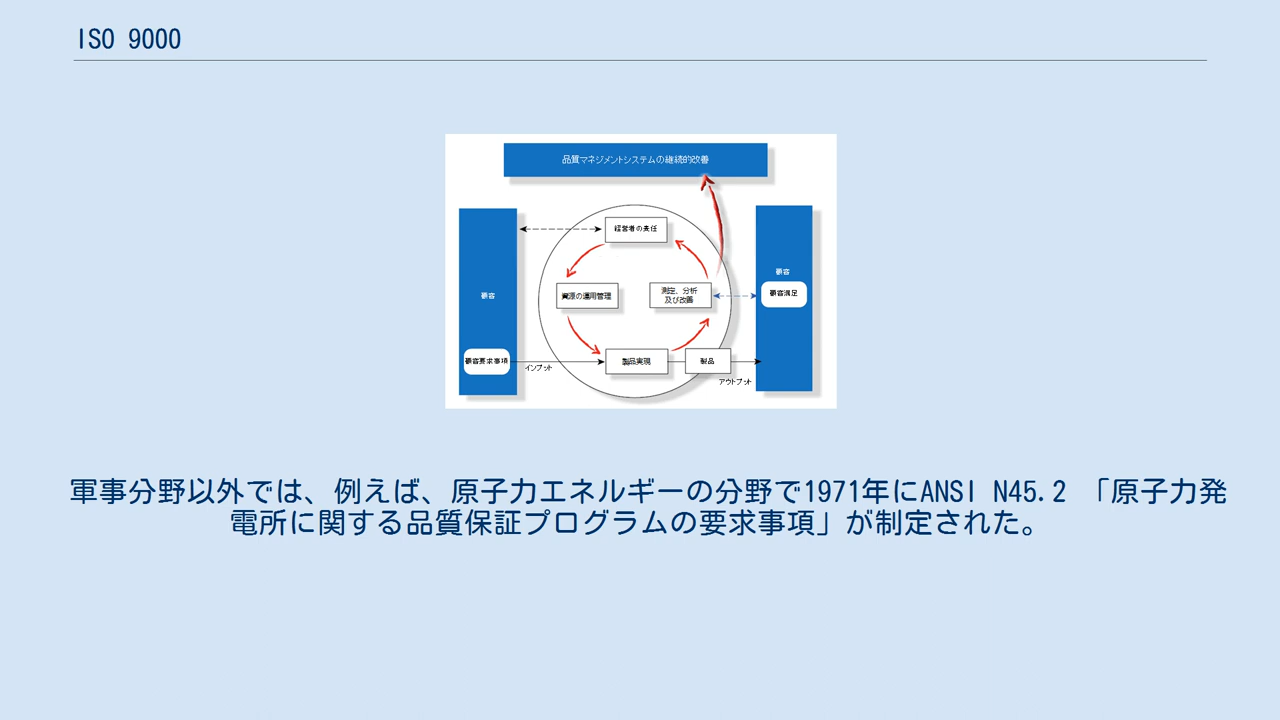 ISO 9000
品質マネジメントシステムの継続的改善
経営者の責任
顧客
顧客
顧客満足
資源の運用管理
測定、分析
及び改善
顧客要求事項
インプット
製品実現
製品
アウトプット
軍事分野以外では、例えば、原子力エネルギーの分野で1971年にANSI N45.2 「原子力発
電所に関する品質保証プログラムの要求事項」が制定された。